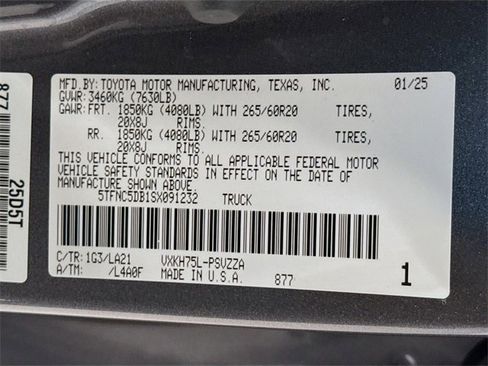 MFD.BY:TOYOTA MOTOR MANUFACTURING, TEXAS, INC. 01/25
GVWR:3460KG (7630LB)
GAWR:FRT. 1850KG (4080LB) WITH 265/60R20 TIRES,
20X8J RIMS.
RR. 1850KG (4080LB) WITH 265/60R20 TIRES,
20X8J RIMS.
THIS VEHICLE CONFORMS TO ALL APPLICABLE FEDERAL MOTOR
VEHICLE SAFETY STANDARDS IN EFFECT ON THE DATE OF
MANUFACTURE SHOWN ABOVE.
5TFNC5DB1SX091232 TRUCK
C/TR:1G3/LA21 VXKH75L-PSVZZA
A/TM: /L4A0F MADE IN U.S.A 877 1
877
25D5T